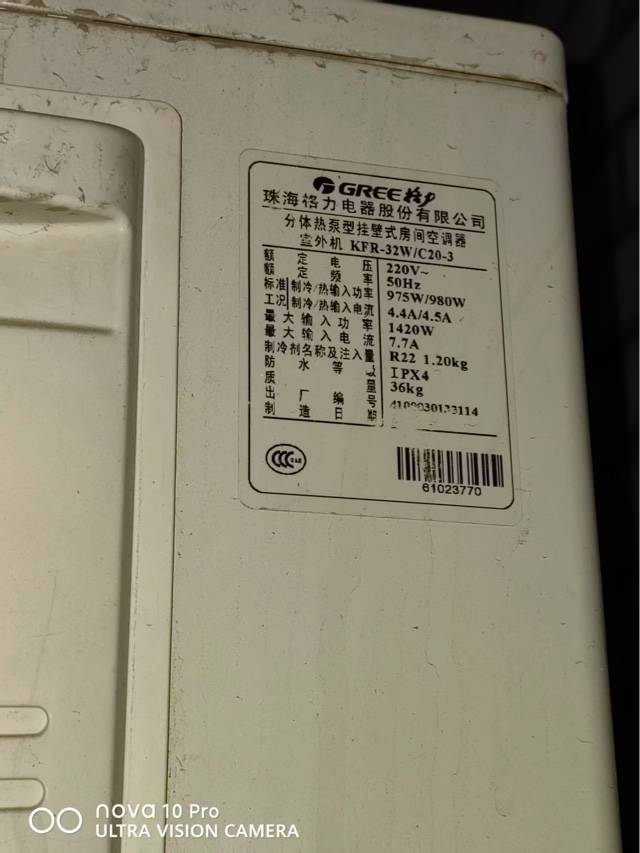 GREE 格力
珠海格力电器股份有限公司
分体热泵型挂壁式房间空调器
室外机 KFR-32W/C20-3
额定电压 220V~
额定频率 50Hz
标准 制冷/热输入功率 975W/980W
工况 制冷/热输入电流 4.4A/4.5A
最大输入功率 1420W
最大输入电流 7.7A
制冷剂名称及注入量 R22 1.20kg
防水等级 IPX4
质量 36kg
出厂编号
制造日期
CCC
61023770
nova 10 Pro
ULTRA VISION CAMERA